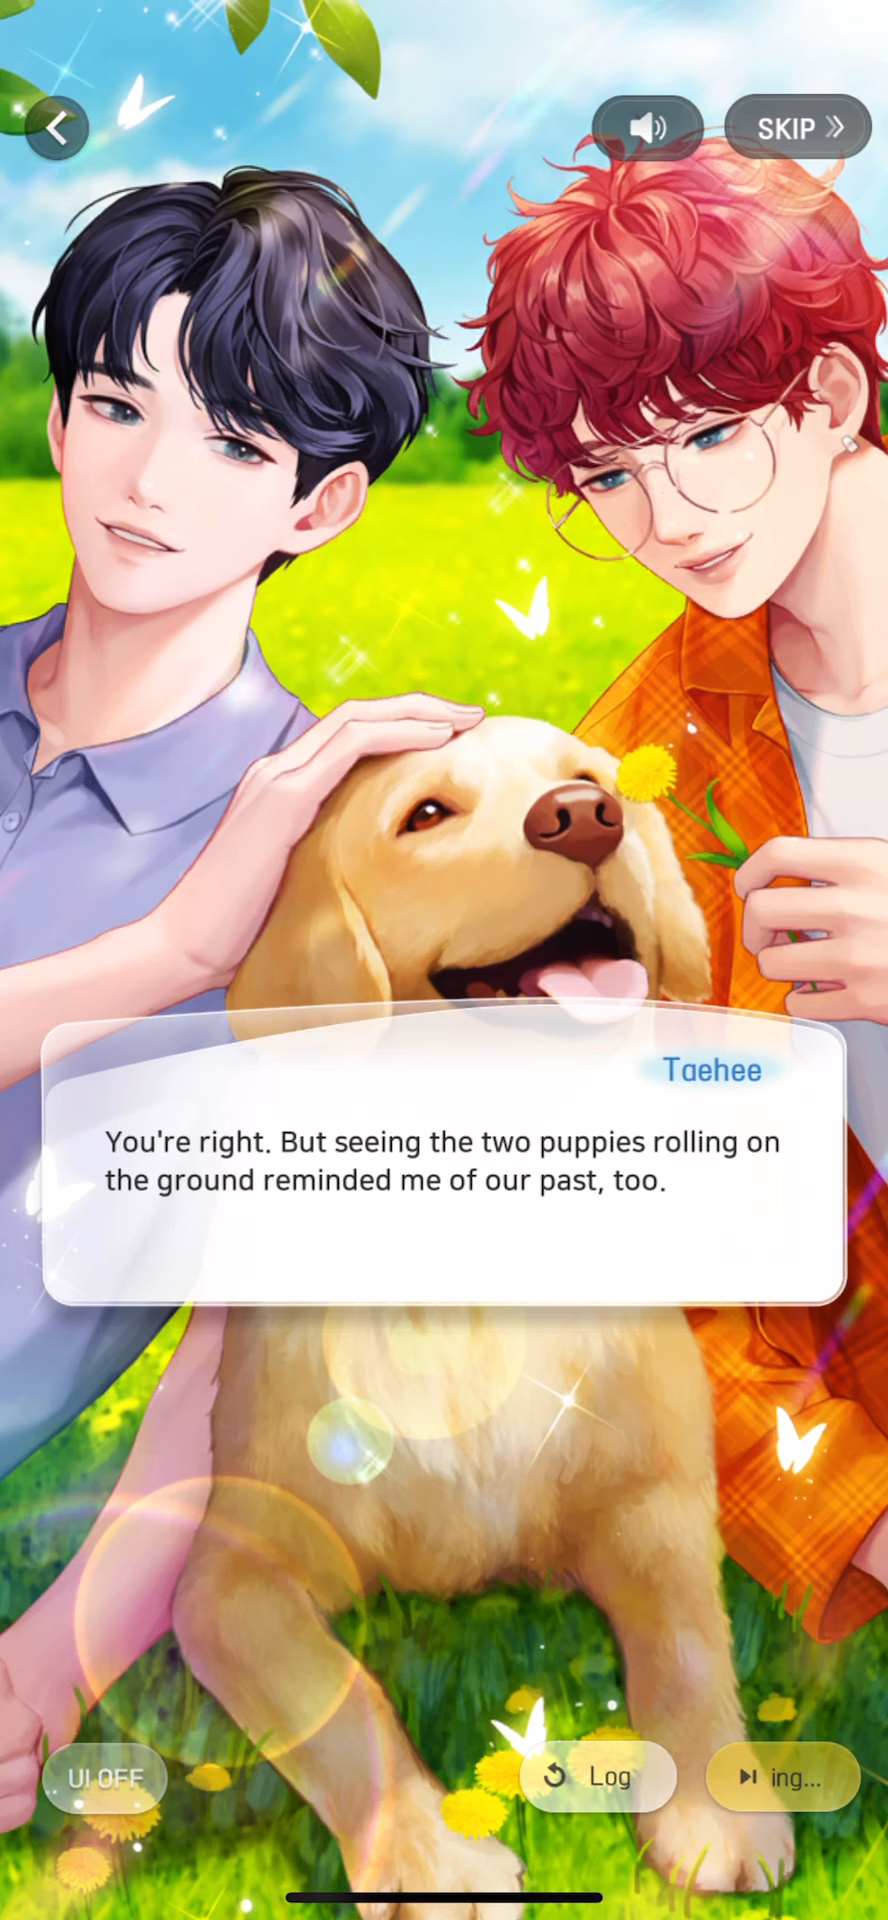 SKIP
Taehee
You're right. But seeing the two puppies rolling on
the ground reminded me of our past, too.
UI OFF
Log
ing...